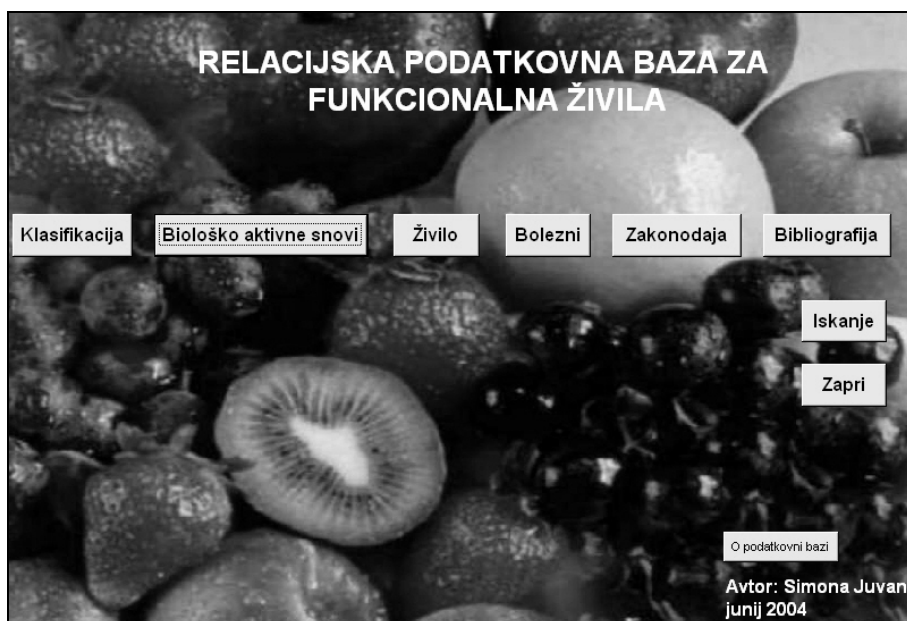 RELACIJSKA PODATKOVNA BAZA ZA
FUNKCIONALNA ŽIVILA
Klasifikacija
Biološko aktivne snovi
Živilo
Bolezni
Zakonodaja
Bibliografija
Iskanje
Zapri
O podatkovni bazi
Avtor: Simona Juvan
junij 2004